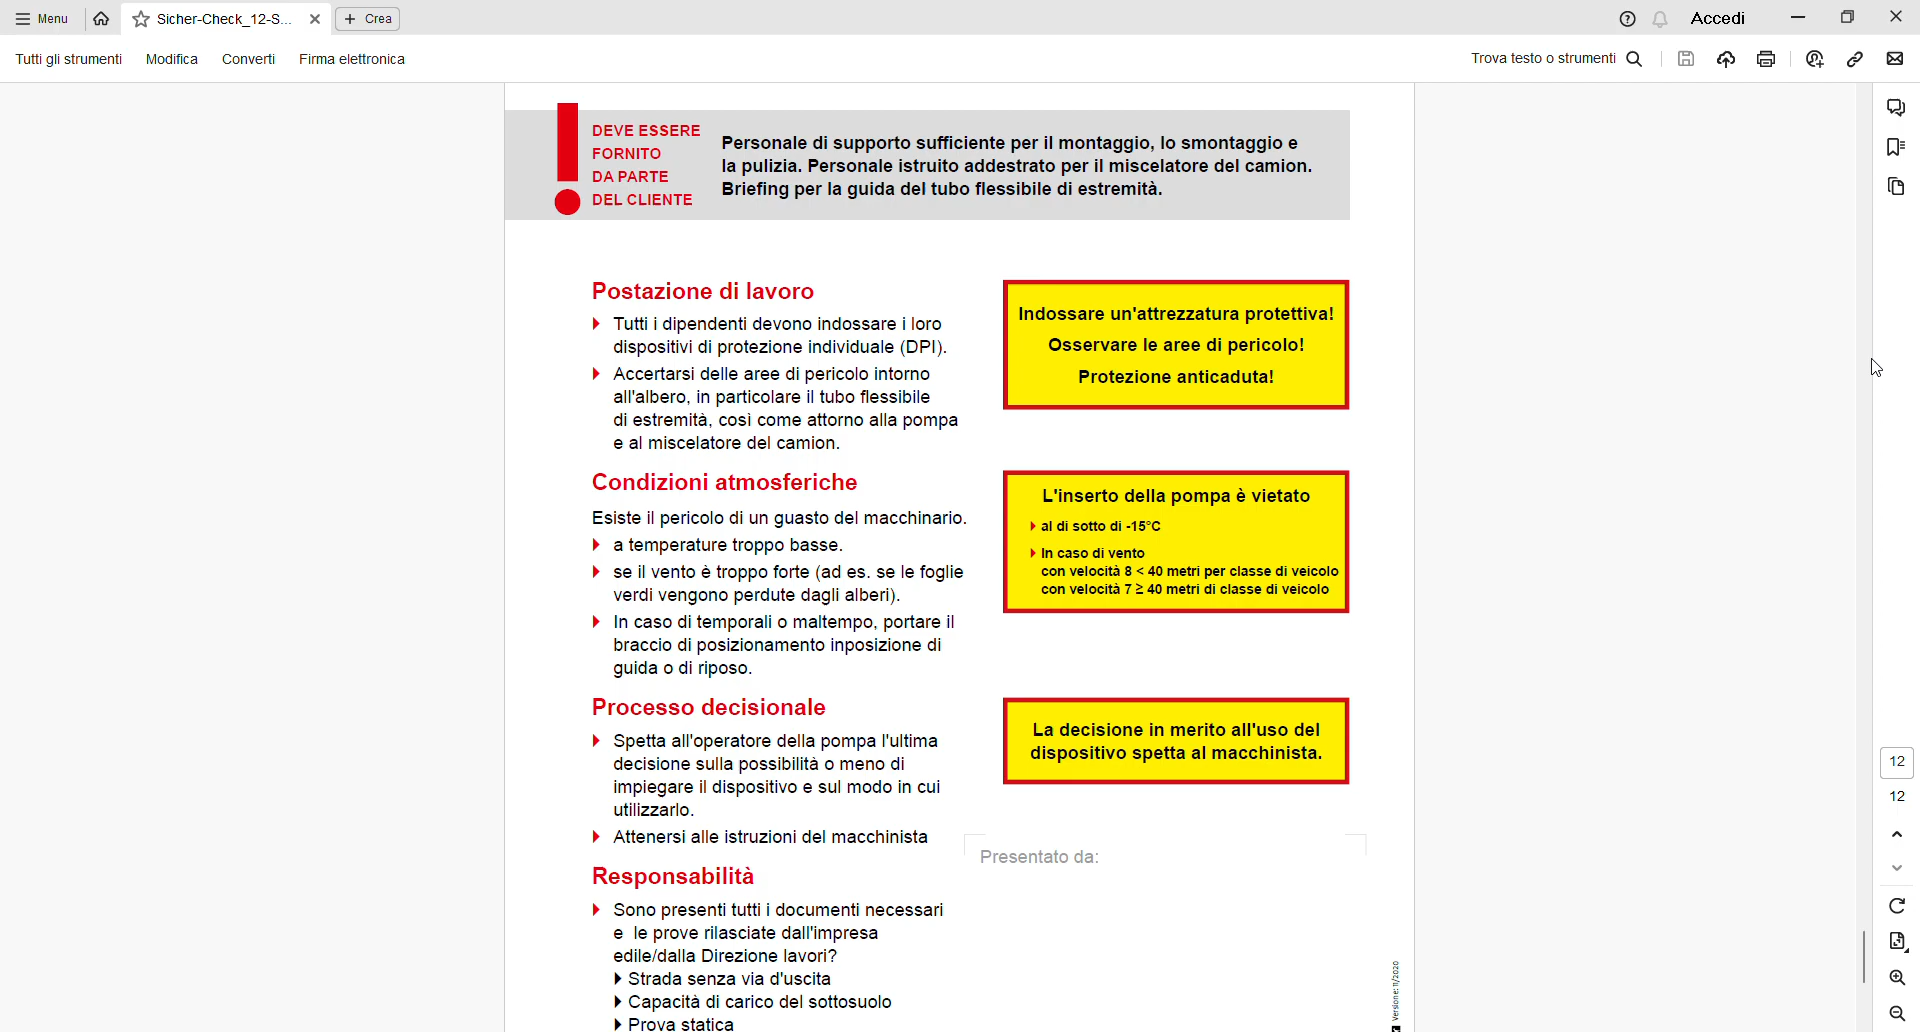 Menu
Sicher-Check_12-S...
Crea
Accedi
Tutti gli strumenti
Modifica
Converti
Firma elettronica
Trova testo o strumenti
DEVE ESSERE
FORNITO
DA PARTE
DEL CLIENTE
Personale di supporto sufficiente per il montaggio, lo smontaggio e
la pulizia. Personale istruito addestrato per il miscelatore del camion.
Briefing per la guida del tubo flessibile di estremità.
Postazione di lavoro
Tutti i dipendenti devono indossare i loro
dispositivi di protezione individuale (DPI).
Accertarsi delle aree di pericolo intorno
all'albero, in particolare il tubo flessibile
di estremità, così come attorno alla pompa
e al miscelatore del camion.
Indossare un'attrezzatura protettiva!
Osservare le aree di pericolo!
Protezione anticaduta!
Condizioni atmosferiche
Esiste il pericolo di un guasto del macchinario.
a temperature troppo basse.
se il vento è troppo forte (ad es. se le foglie
verdi vengono perdute dagli alberi).
In caso di temporali o maltempo, portare il
braccio di posizionamento inposizione di
guida o di riposo.
L'inserto della pompa è vietato
al di sotto di -15°C
In caso di vento
con velocità 8 < 40 metri per classe di veicolo
con velocità 7 ≥ 40 metri di classe di veicolo
Processo decisionale
Spetta all'operatore della pompa l'ultima
decisione sulla possibilità o meno di
impiegare il dispositivo e sul modo in cui
utilizzarlo.
Attenersi alle istruzioni del macchinista
La decisione in merito all'uso del
dispositivo spetta al macchinista.
Presentato da:
Responsabilità
Sono presenti tutti i documenti necessari
e le prove rilasciate dall'impresa
edile/dalla Direzione lavori?
Strada senza via d'uscita
Capacità di carico del sottosuolo
Prova statica
Versione: 11/2020
12
12